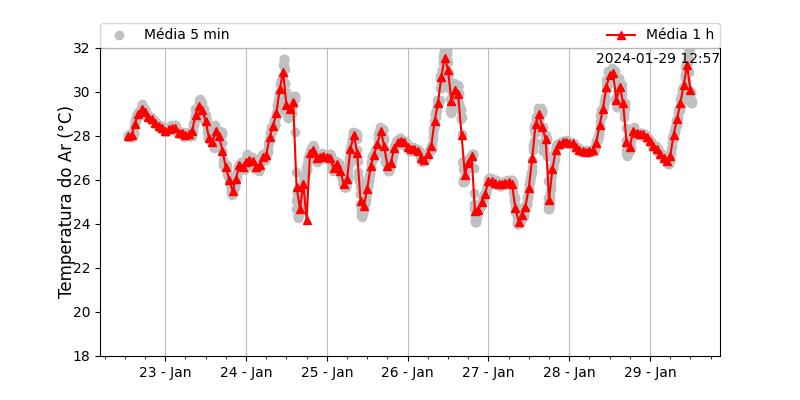 Média 5 min
Média 1 h
2024-01-29 12:57
Temperatura do Ar (°C)
32
30
28
26
24
22
20
18
23 - Jan
24 - Jan
25 - Jan
26 - Jan
27 - Jan
28 - Jan
29 - Jan